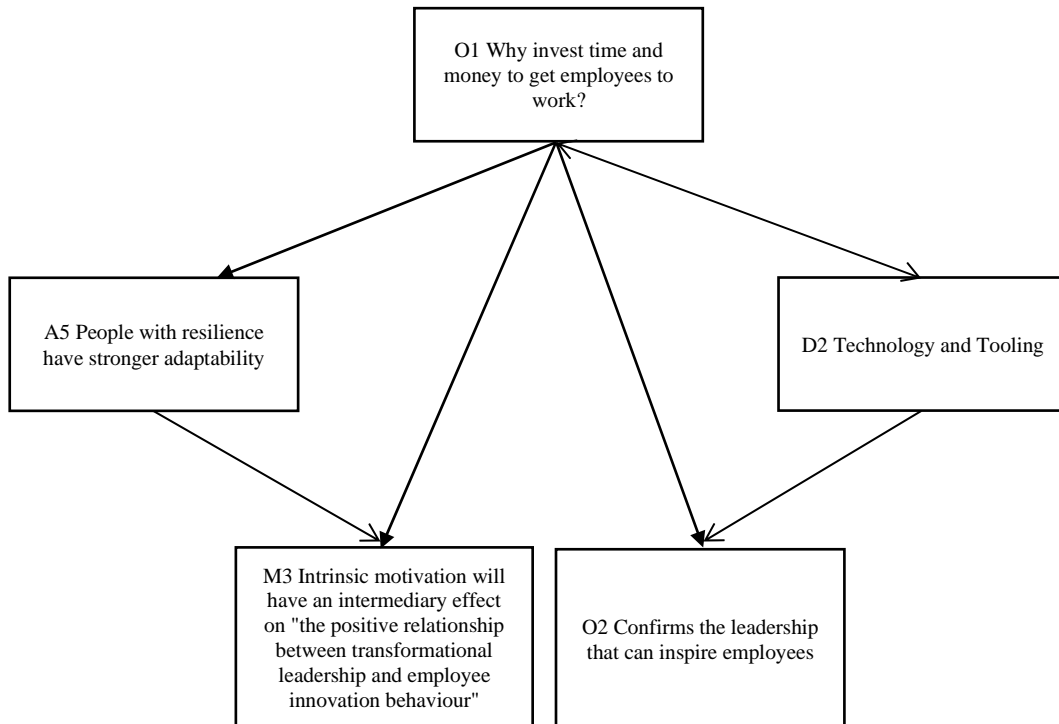 O1 Why invest time and
money to get employees to
work?
A5 People with resilience
have stronger adaptability
D2 Technology and Tooling
M3 Intrinsic motivation will
have an intermediary effect
on "the positive relationship
between transformational
leadership and employee
innovation behaviour"
O2 Confirms the leadership
that can inspire employees